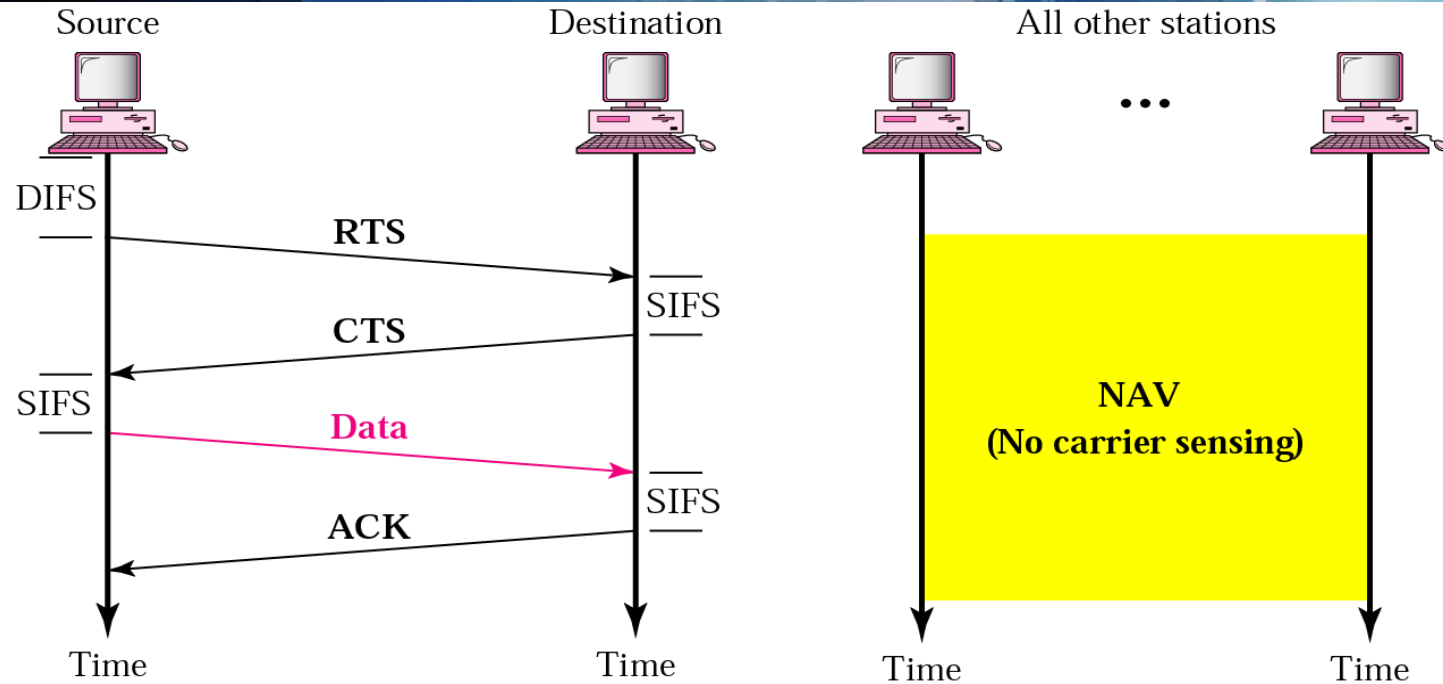 Source
Destination
All other stations
...
DIFS
RTS
SIFS
CTS
SIFS
Data
SIFS
ACK
NAV
(No carrier sensing)
Time
Time
Time
Time